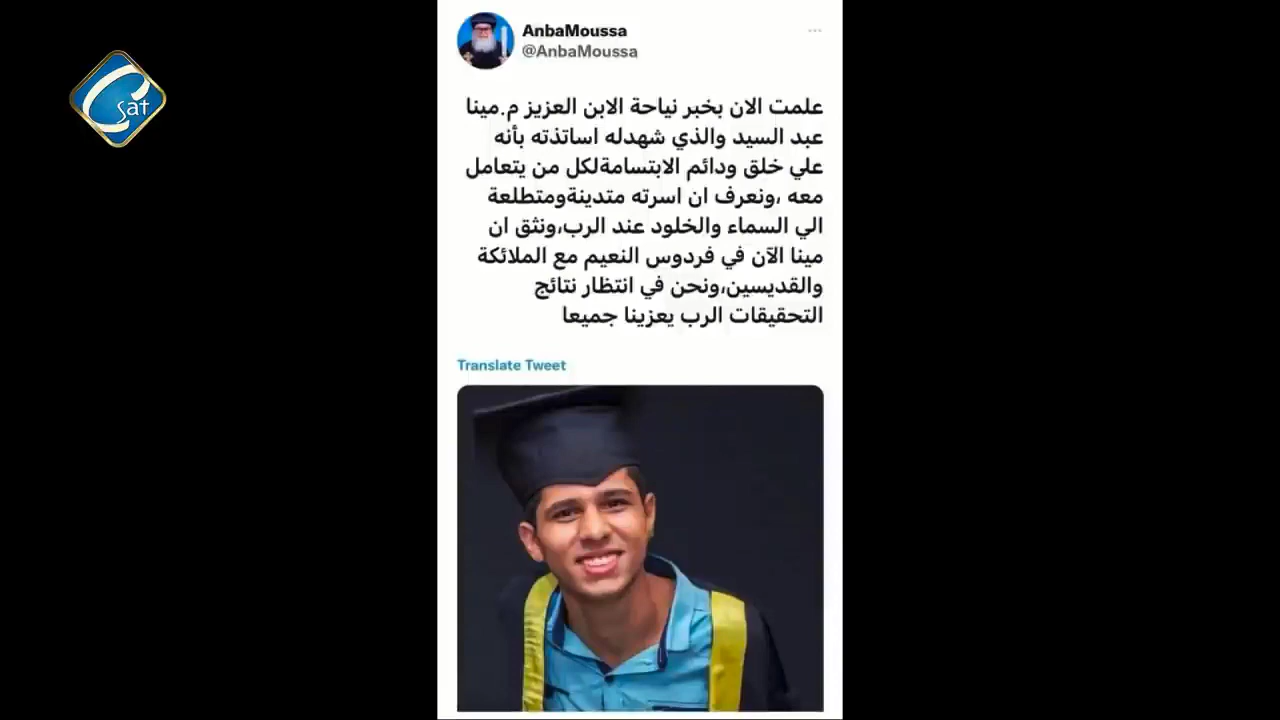 C sat
AnbaMoussa
@AnbaMoussa
علمت الان بخبر نياحة الابن العزيز م.مينا
عبد السيد والذي شهدله اساتذته بأنه
علي خلق ودائم الابتسامةلكل من يتعامل
معه ،ونعرف ان اسرته متدينةومتطلعة
الي السماء والخلود عند الرب،ونثق ان
مينا الآن في فردوس النعيم مع الملائكة
والقديسين،ونحن في انتظار نتائج
التحقيقات الرب يعزينا جميعا
Translate Tweet